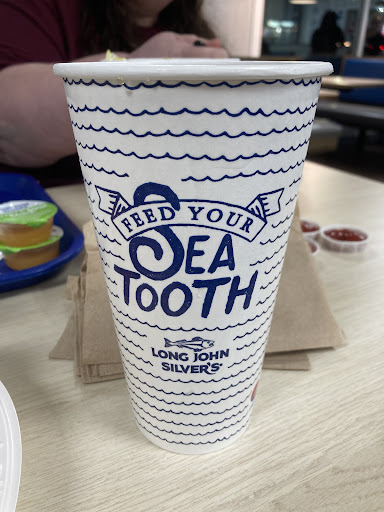 FEED YOUR
SEA
TOOTH
LONG JOHN
SILVER'S